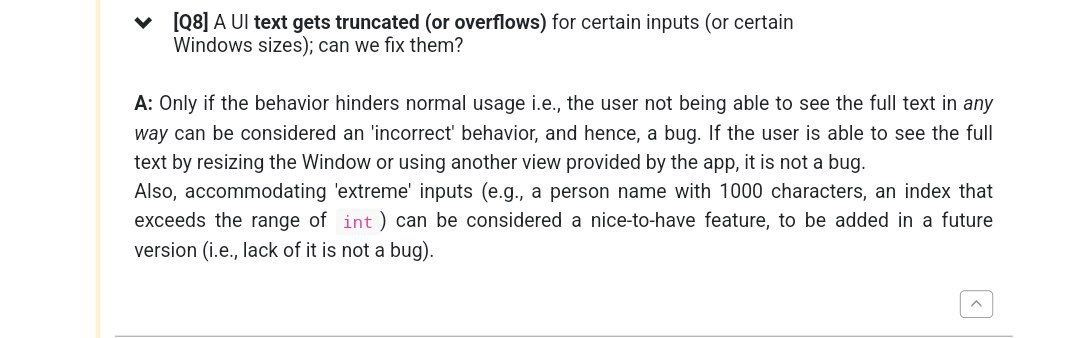 [Q8] A UI text gets truncated (or overflows) for certain inputs (or certain
Windows sizes); can we fix them?
A: Only if the behavior hinders normal usage i.e., the user not being able to see the full text in any
way can be considered an 'incorrect' behavior, and hence, a bug. If the user is able to see the full
text by resizing the Window or using another view provided by the app, it is not a bug.
Also, accommodating 'extreme' inputs (e.g., a person name with 1000 characters, an index that
exceeds the range of int ) can be considered a nice-to-have feature, to be added in a future
version (i.e., lack of it is not a bug).